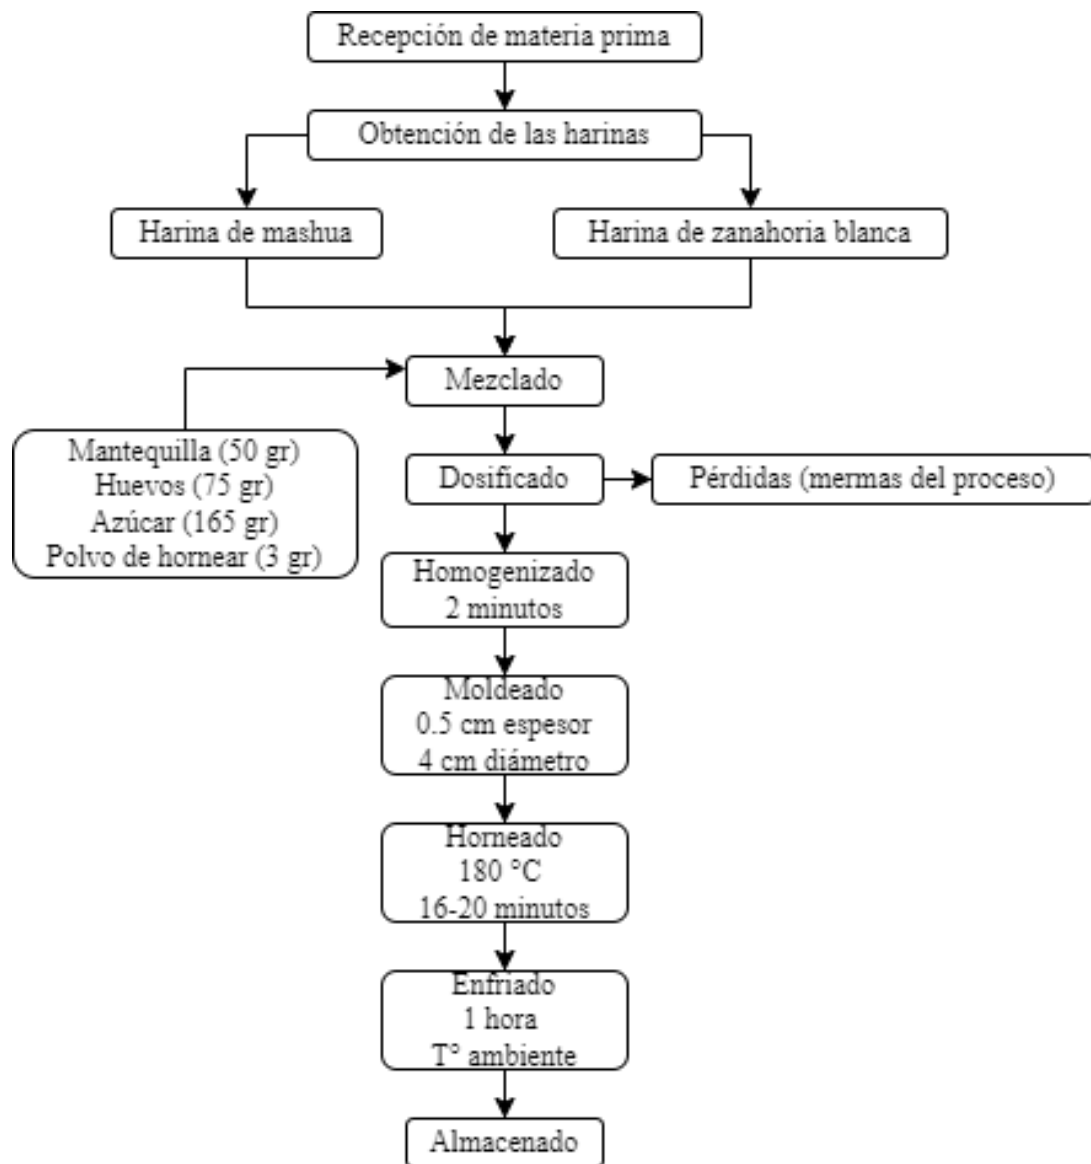 Recepción de materia prima
Obtención de las harinas
Harina de mashua
Harina de zanahoria blanca
Mezclado
Mantequilla (50 gr)
Huevos (75 gr)
Azúcar (165 gr)
Polvo de hornear (3 gr)
Dosificado
Pérdidas (mermas del proceso)
Homogenizado
2 minutos
Moldeado
0.5 cm espesor
4 cm diámetro
Horneado
180 °C
16-20 minutos
Enfriado
1 hora
T° ambiente
Almacenado